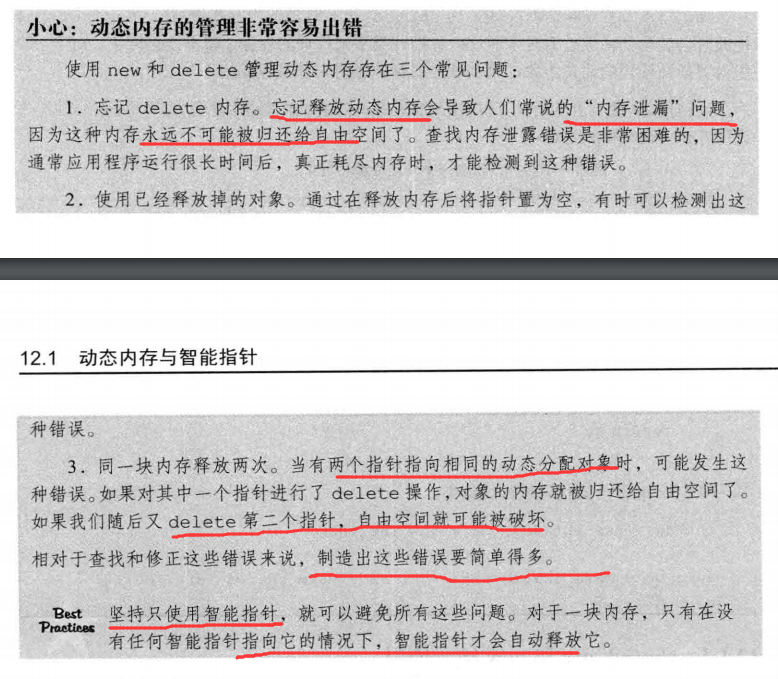 小心：动态内存的管理非常容易出错
使用 new 和 delete 管理动态内存存在三个常见问题：
1．忘记 delete 内存。忘记释放动态内存会导致人们常说的“内存泄漏”问题，
因为这种内存永远不可能被归还给自由空间了。查找内存泄露错误是非常困难的，因为
通常应用程序运行很长时间后，真正耗尽内存时，才能检测到这种错误。
2．使用已经释放掉的对象。通过在释放内存后将指针置为空，有时可以检测出这
12.1 动态内存与智能指针
种错误。
3．同一块内存释放两次。当有两个指针指向相同的动态分配对象时，可能发生这
种错误。如果对其中一个指针进行了 delete 操作，对象的内存就被归还给自由空间了。
如果我们随后又 delete 第二个指针，自由空间就可能被破坏。
相对于查找和修正这些错误来说，制造出这些错误要简单得多。
Best 坚持只使用智能指针，就可以避免所有这些问题。对于一块内存，只有在没
Practices 有任何智能指针指向它的情况下，智能指针才会自动释放它。